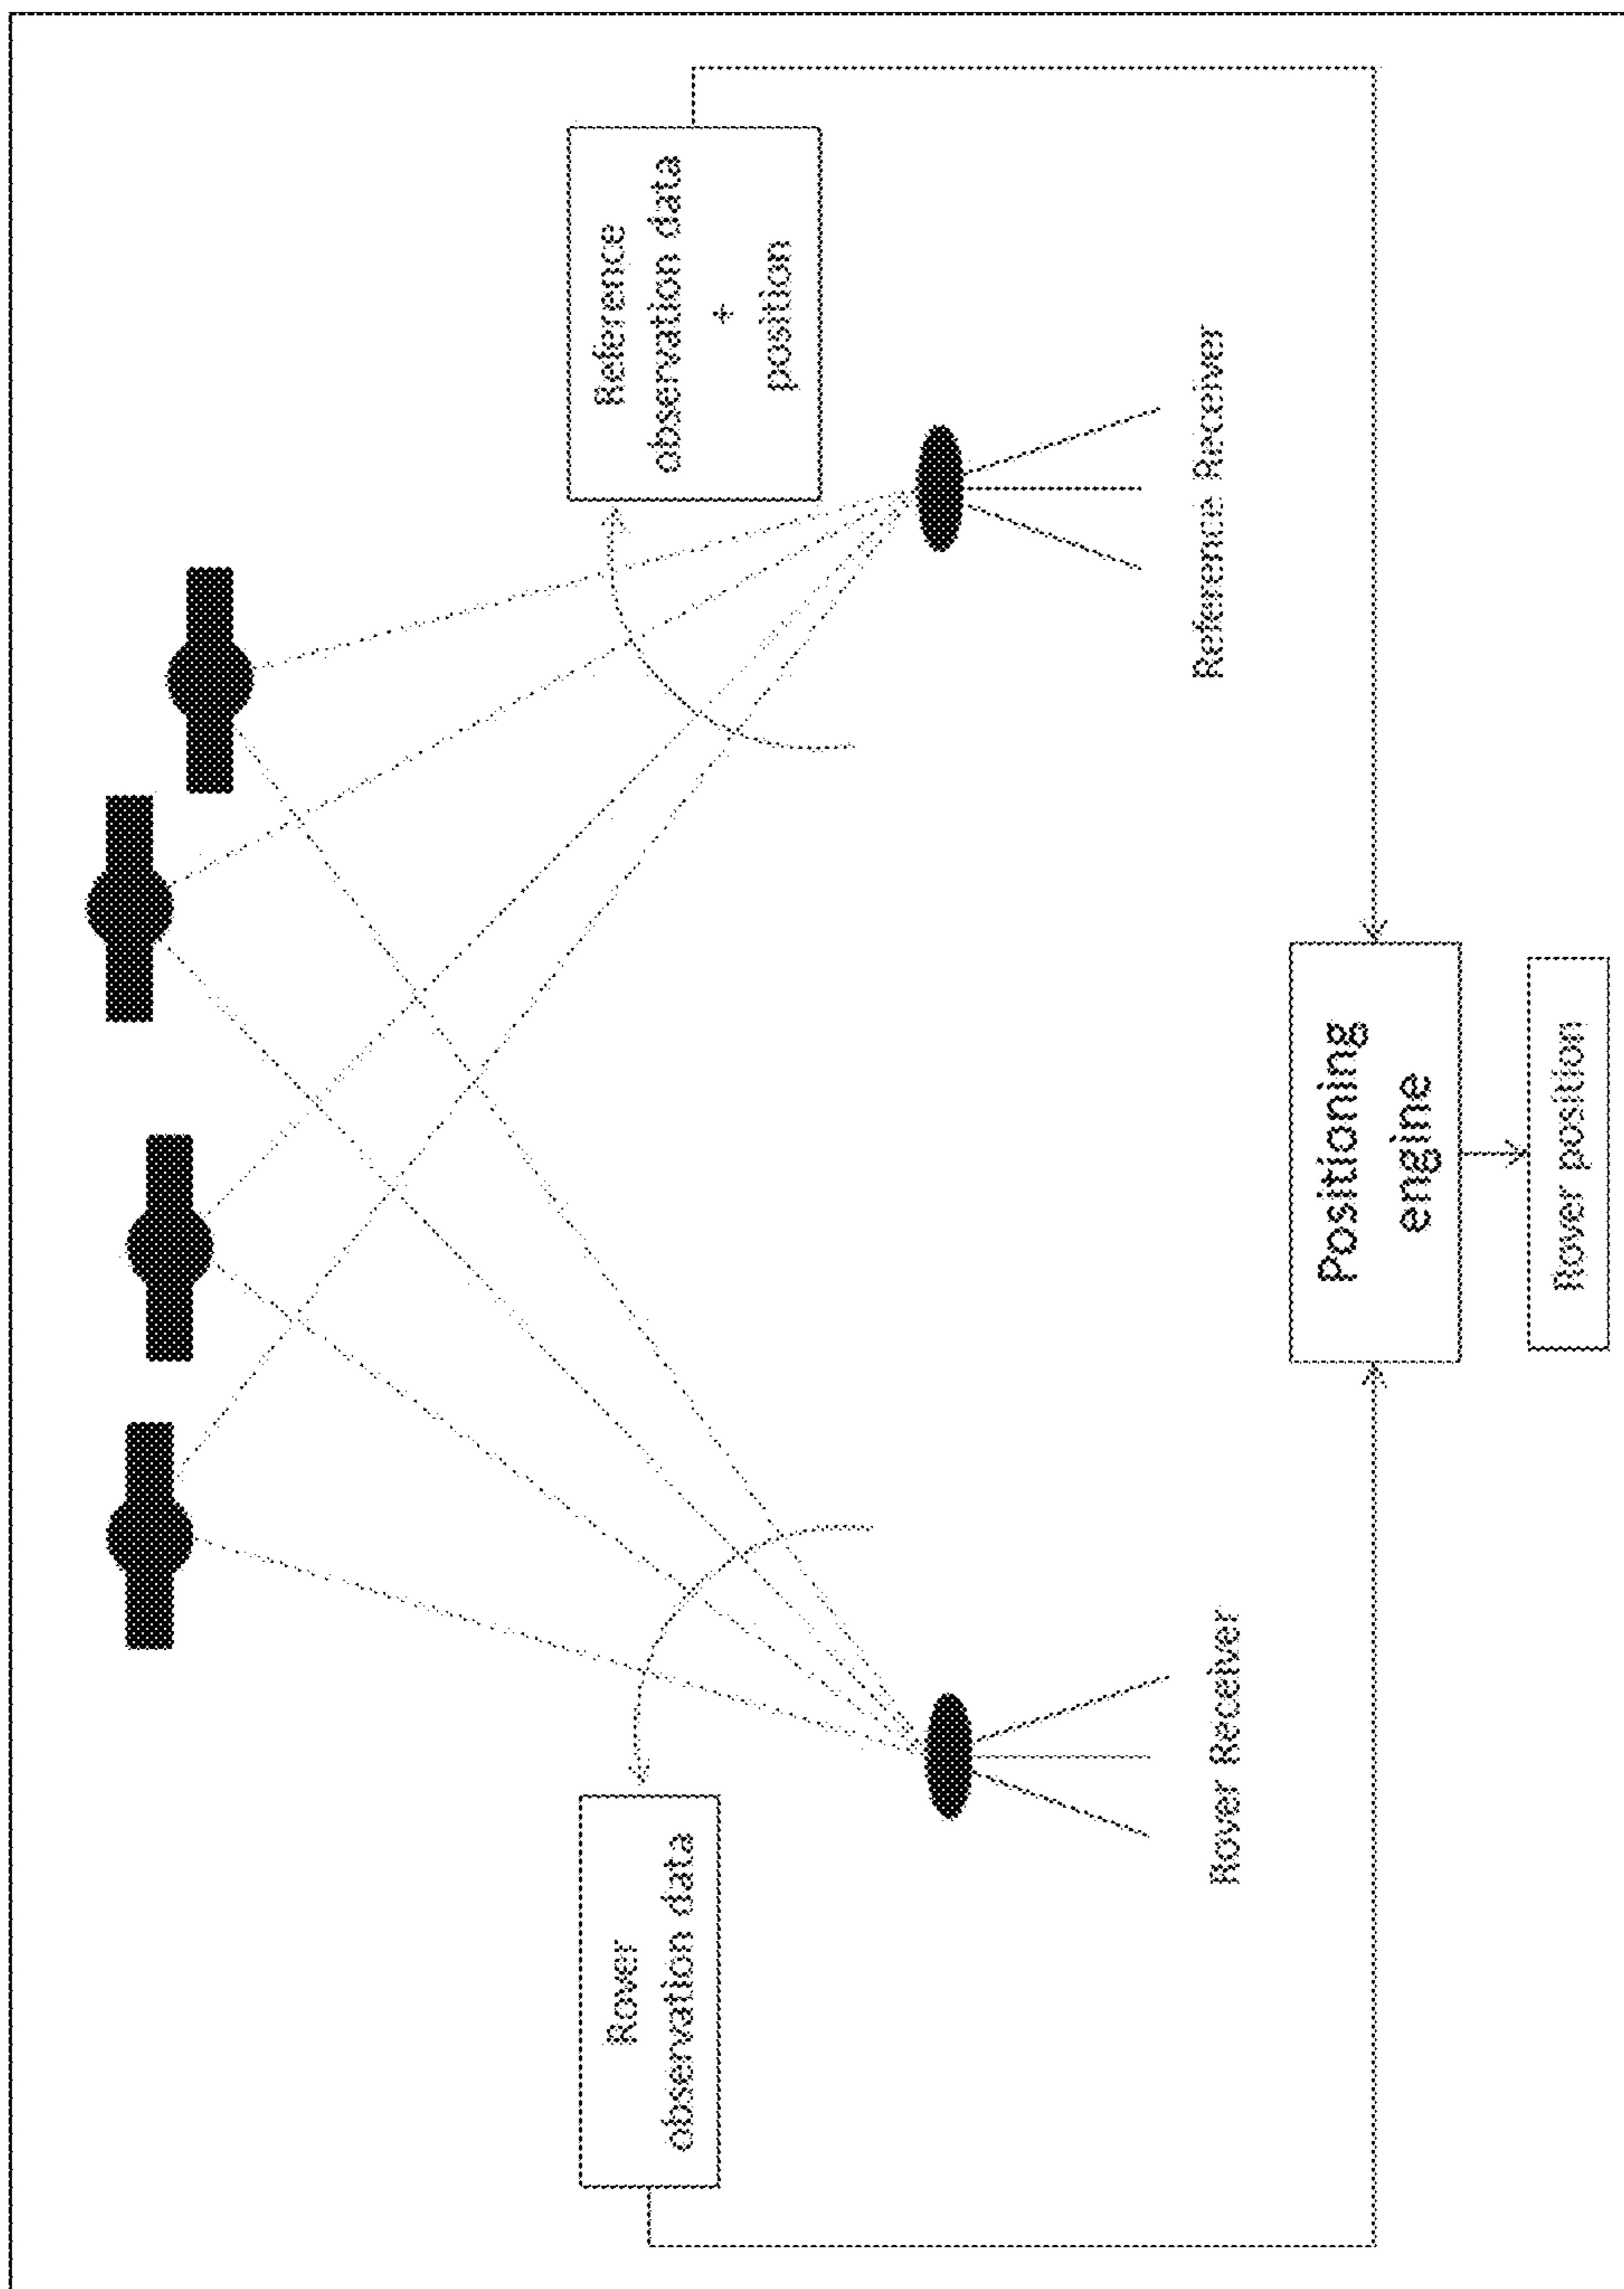 Rover
observation data
Reference
observation data
+
position
Rover Receiver
Reference Receiver
Positioning
engine
Rover position